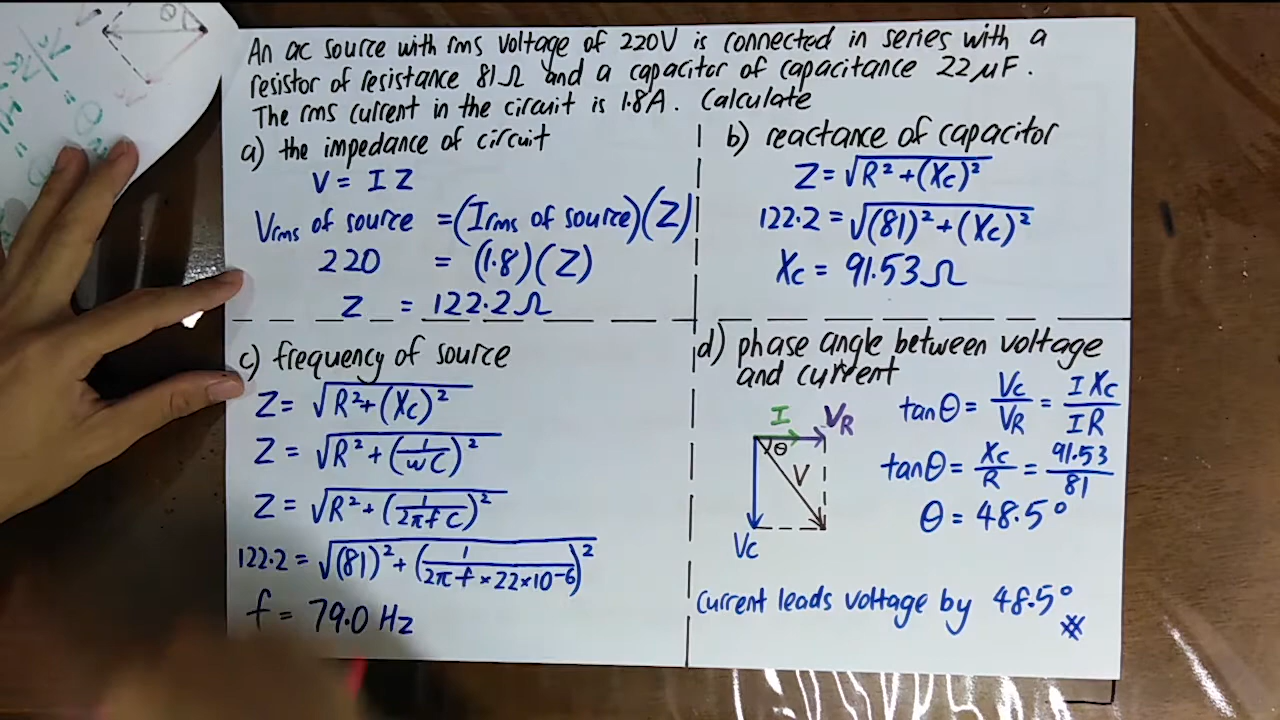 An ac source with rms voltage of 220V is connected in series with a
resistor of resistance 81Ω and a capacitor of capacitance 22μF.
The rms current in the circuit is 1.8A. Calculate
a) the impedance of circuit
V = I Z
Vrms of source = (Irms of source)(Z)
220 = (1.8)(Z)
Z = 122.2Ω
b) reactance of capacitor
Z = √(R² + (Xc)²)
122.2 = √((81)² + (Xc)²)
Xc = 91.53Ω
c) frequency of source
Z = √(R² + (Xc)²)
Z = √(R² + (1/ωC)²)
Z = √(R² + (1/2πfC)²)
122.2 = √((81)² + (1/2πf×22×10⁻⁶)²)
f = 79.0 Hz
d) phase angle between voltage
and current
I VR
θ
V
Vc
tanθ = Vc/VR = IXc/IR
tanθ = Xc/R = 91.53/81
θ = 48.5°
Current leads voltage by 48.5°